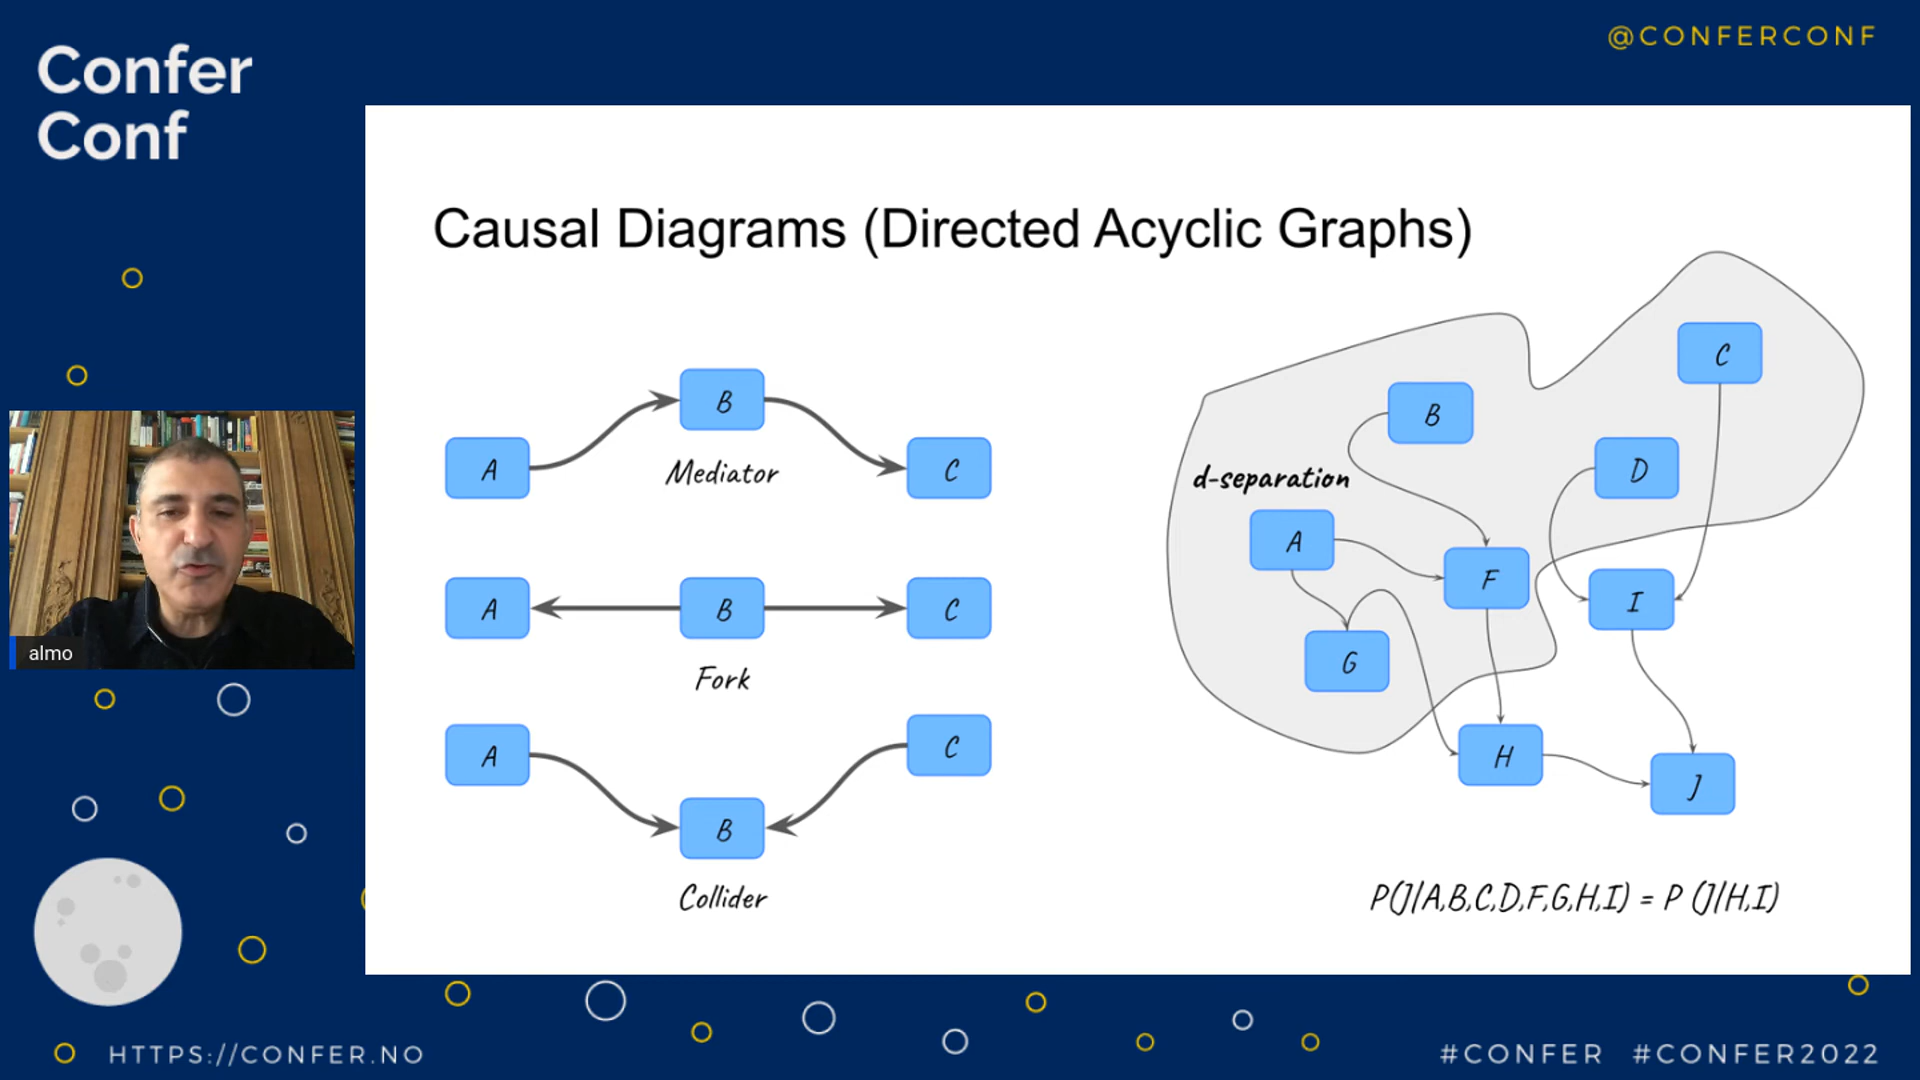 Confer
Conf
@CONFERCONF
Causal Diagrams (Directed Acyclic Graphs)
A
B
C
Mediator
A
B
C
Fork
A
B
C
Collider
d-separation
B
C
D
A
F
I
G
H
J
P(J|A,B,C,D,F,G,H,I) = P (J|H,I)
almo
HTTPS://CONFER.NO
#CONFER #CONFER2022